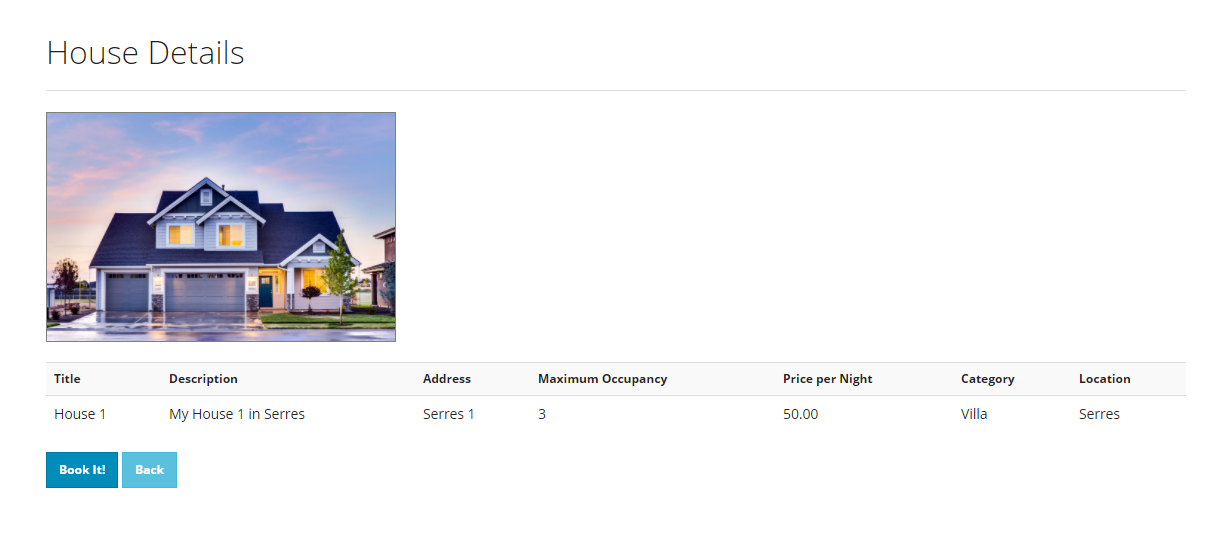 House Details
Title Description Address Maximum Occupancy Price per Night Category Location
House 1 My House 1 in Serres Serres 1 3 50.00 Villa Serres
Book It! Back